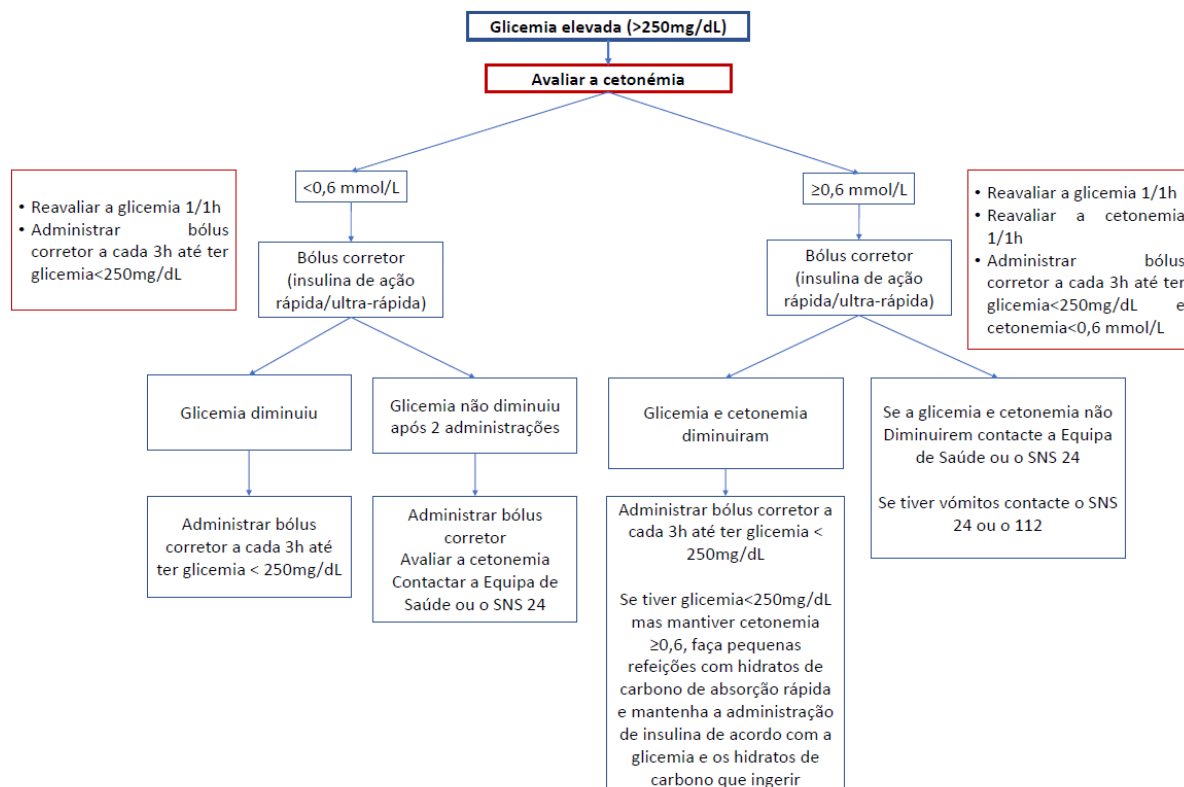 Glicemia elevada (>250mg/dL)
Avaliar a cetonémia
<0,6 mmol/L
≥0,6 mmol/L
• Reavaliar a glicemia 1/1h
• Administrar bólus
corretor a cada 3h até ter
glicemia<250mg/dL
• Reavaliar a glicemia 1/1h
• Reavaliar a cetonemia
1/1h
• Administrar bólus
corretor a cada 3h até ter
glicemia<250mg/dL e
cetonemia<0,6 mmol/L
Bólus corretor
(insulina de ação
rápida/ultra-rápida)
Bólus corretor
(insulina de ação
rápida/ultra-rápida)
Glicemia diminuiu
Glicemia não diminuiu
após 2 administrações
Glicemia e cetonemia
diminuiram
Se a glicemia e cetonemia não
Diminuirem contacte a Equipa
de Saúde ou o SNS 24
Se tiver vómitos contacte o SNS
24 ou o 112
Administrar bólus
corretor a cada 3h até
ter glicemia < 250mg/dL
Administrar bólus
corretor
Avaliar a cetonemia
Contactar a Equipa de
Saúde ou o SNS 24
Administrar bólus corretor a
cada 3h até ter glicemia <
250mg/dL
Se tiver glicemia<250mg/dL
mas mantiver cetonemia
≥0,6, faça pequenas
refeições com hidratos de
carbono de absorção rápida
e mantenha a administração
de insulina de acordo com a
glicemia e os hidratos de
carbono que ingerir